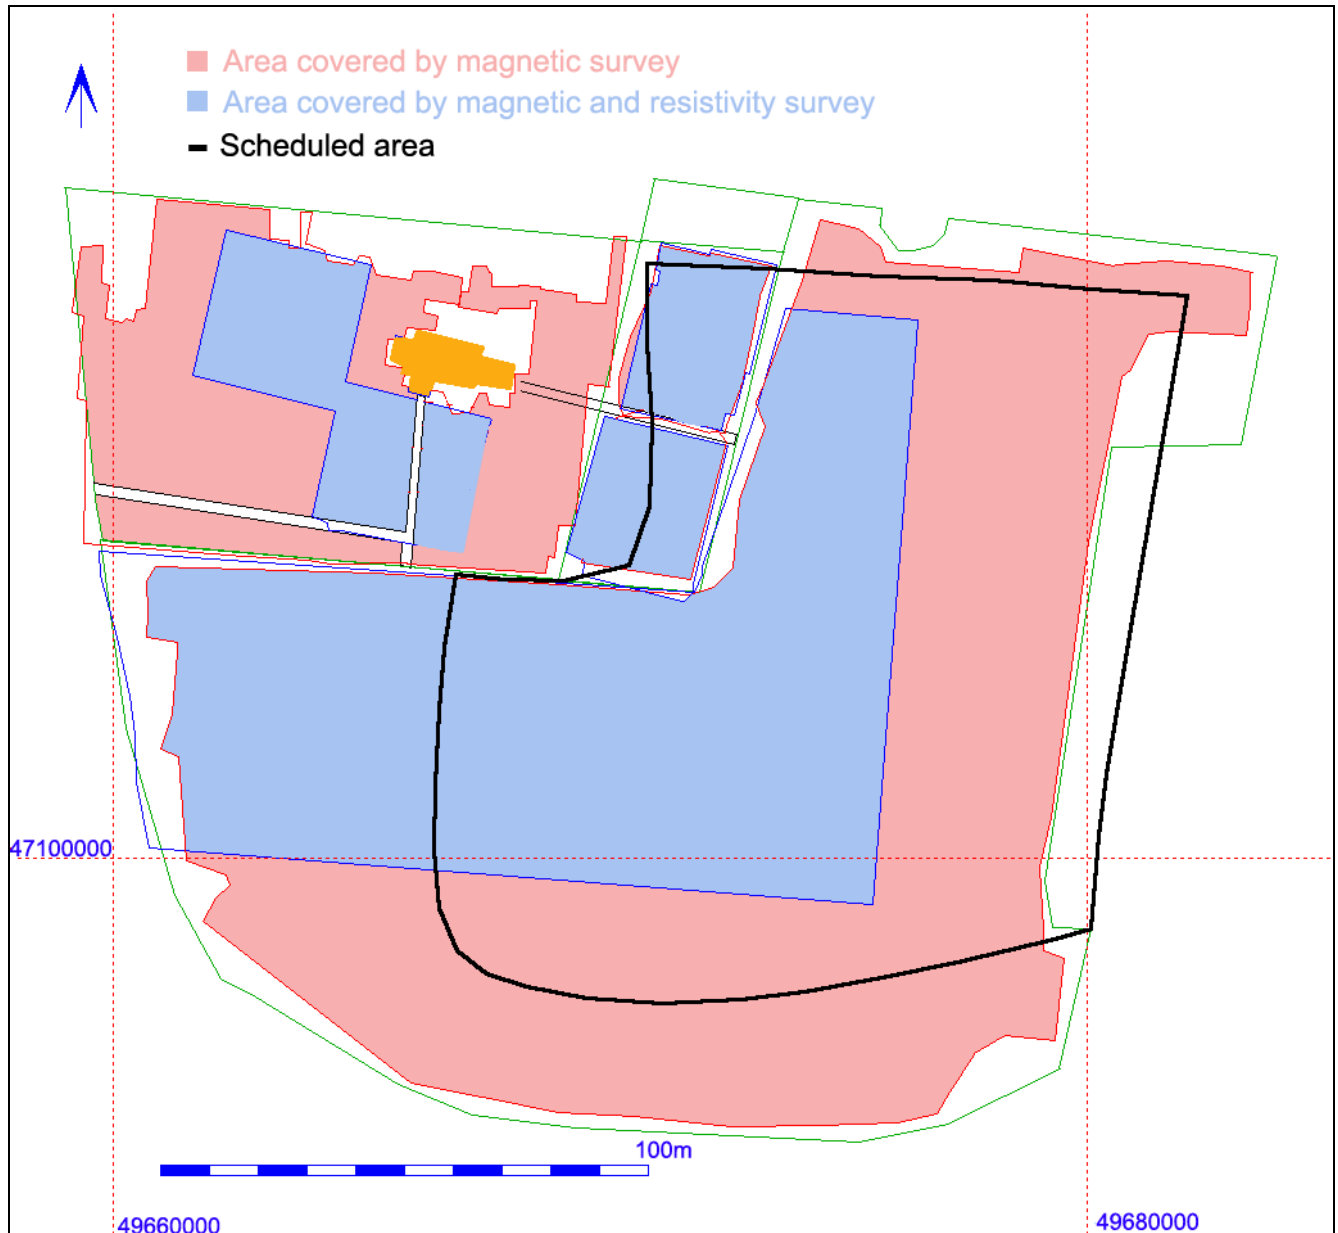 Area covered by magnetic survey
Area covered by magnetic and resistivity survey
Scheduled area
47100000
100m
49660000
49680000